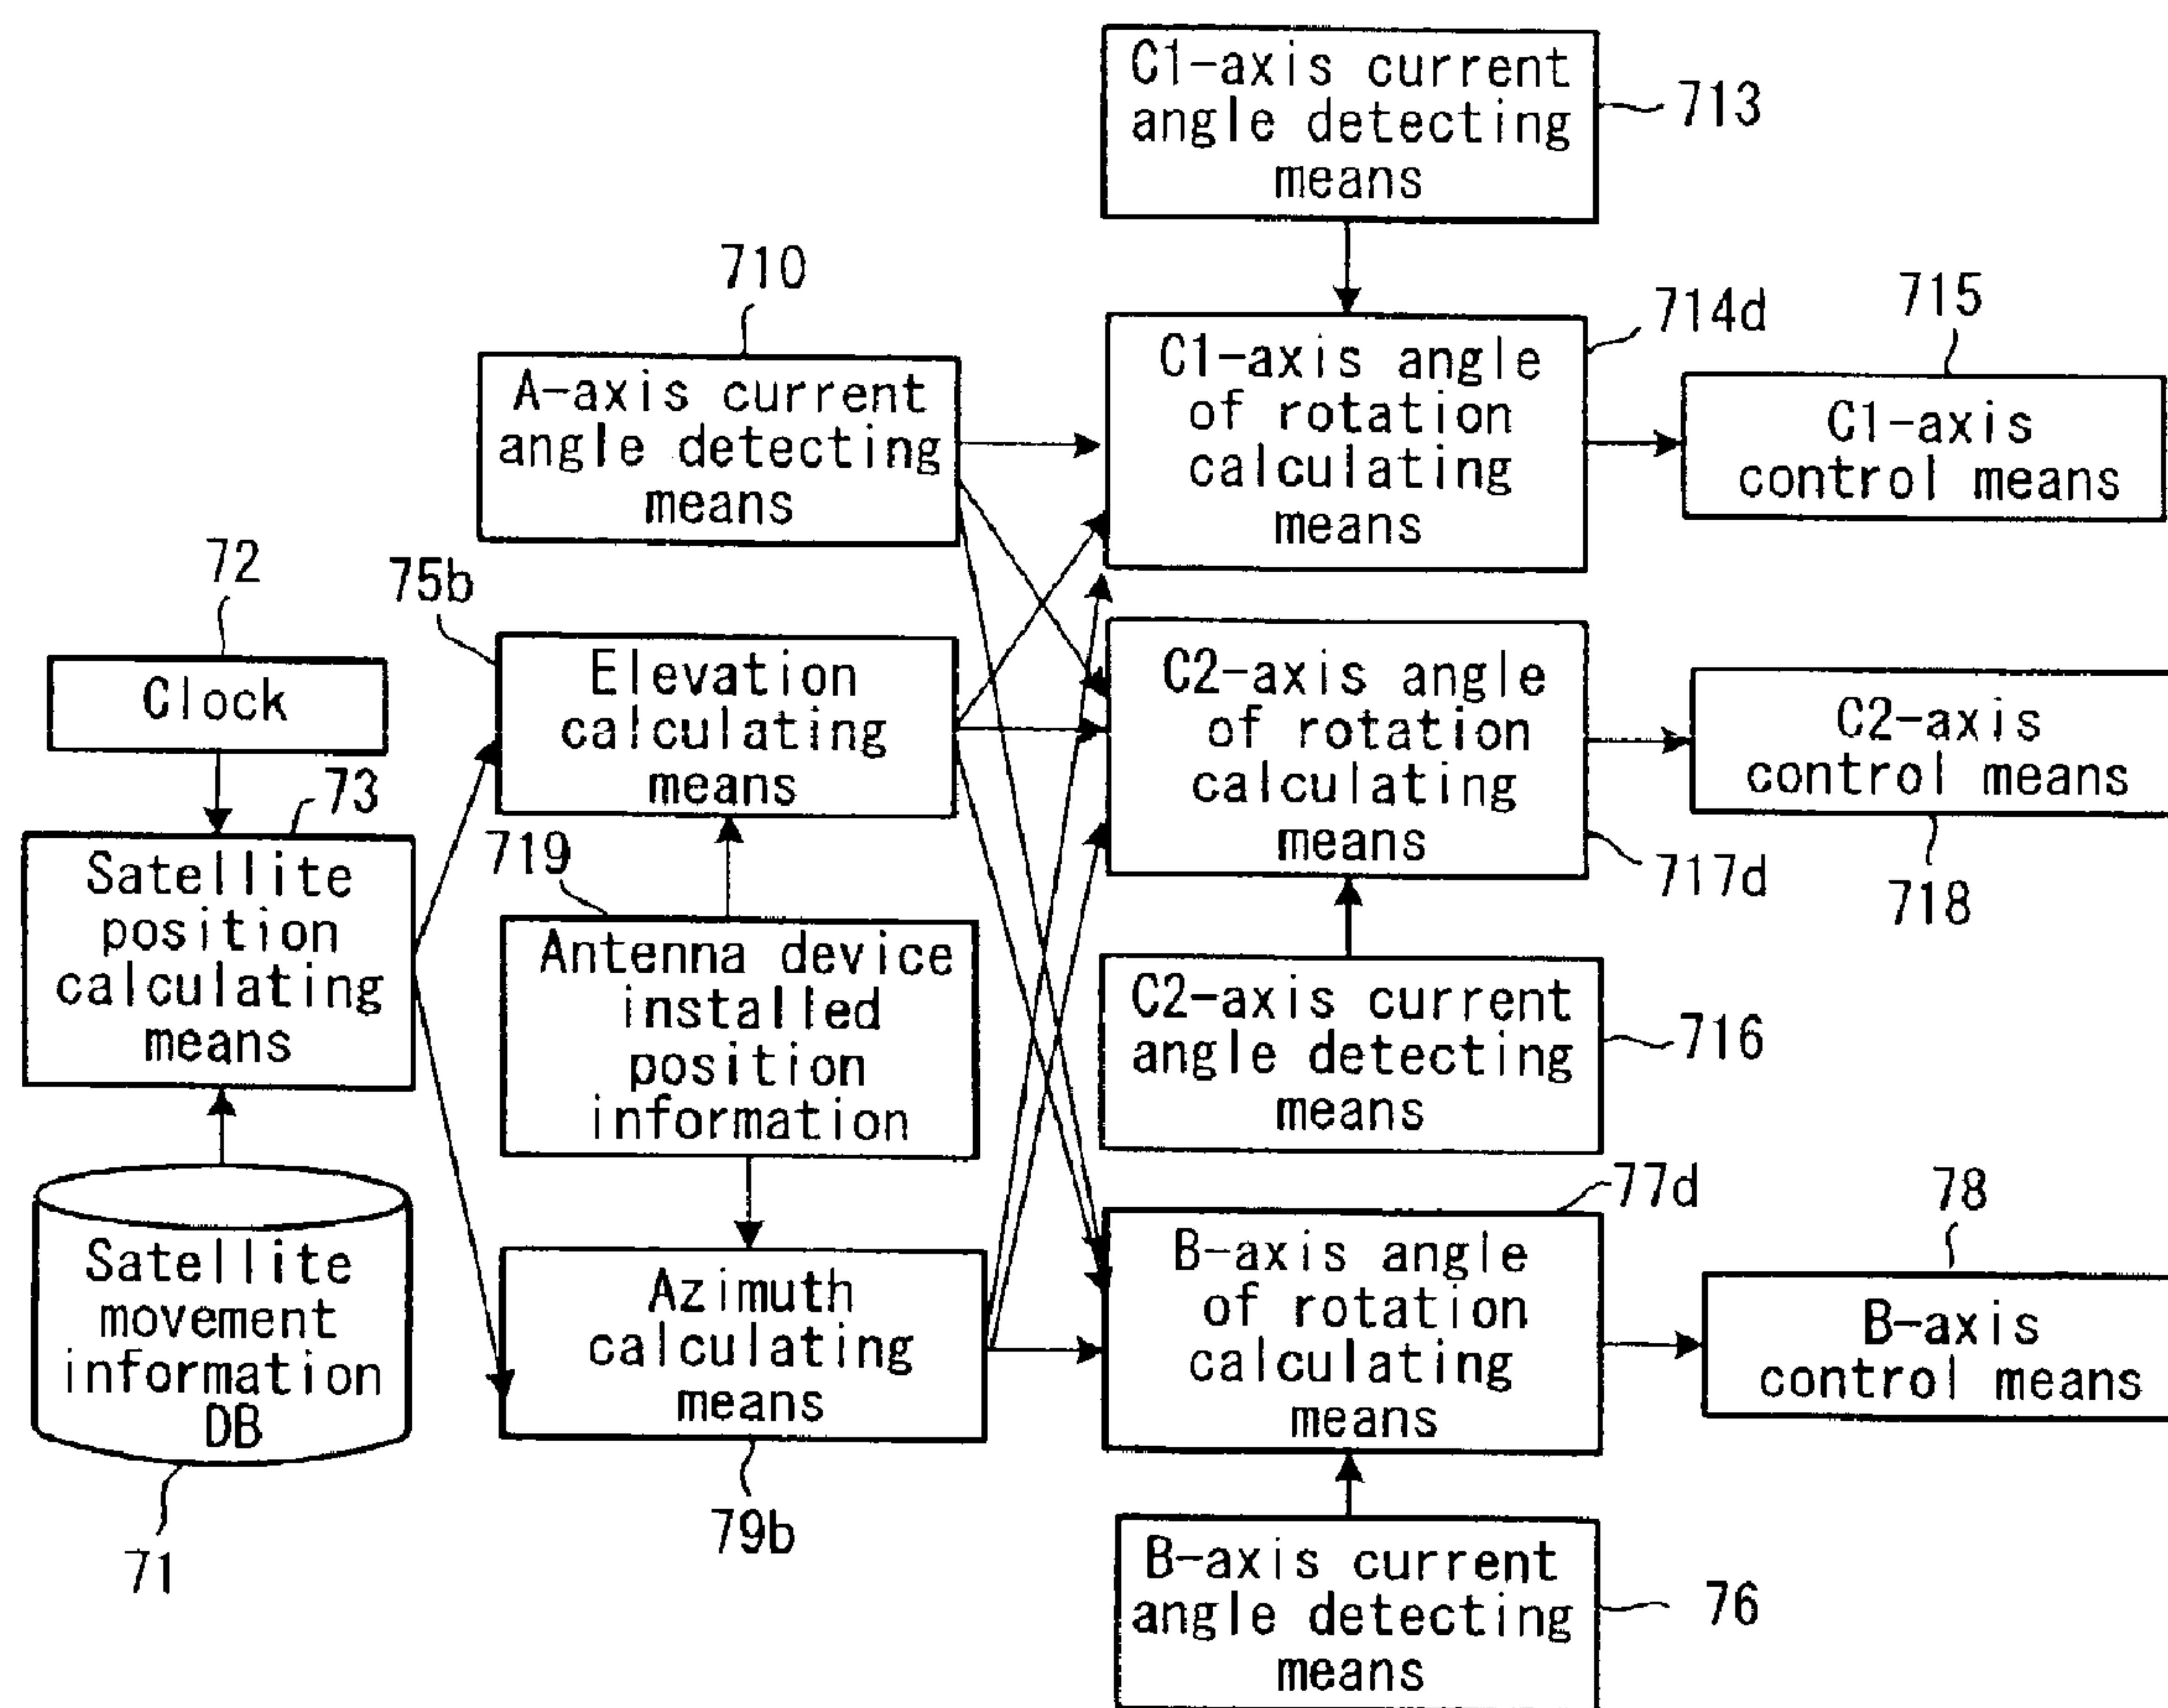 C1-axis current
angle detecting
means
713
710
A-axis current
angle detecting
means
C1-axis angle
of rotation
calculating
means
714d
715
C1-axis
control means
72
Clock
75b
Elevation
calculating
means
C2-axis angle
of rotation
calculating
means
717d
C2-axis
control means
718
73
Satellite
position
calculating
means
719
Antenna device
installed
position
information
C2-axis current
angle detecting
means
716
Satellite
movement
information
DB
71
Azimuth
calculating
means
79b
77d
B-axis angle
of rotation
calculating
means
78
B-axis
control means
B-axis current
angle detecting
means
76